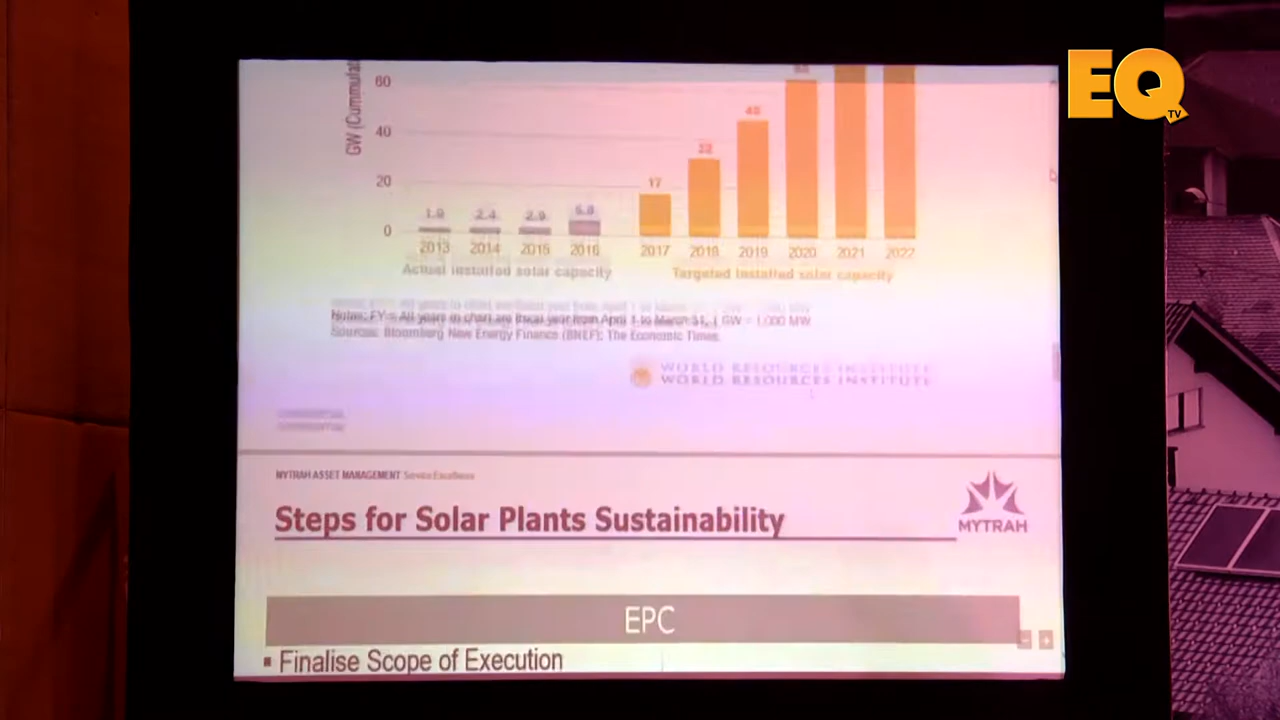 EQ
TV
GW (Cummulat
60
40
20
0
1.9
2.4
2.9
5.8
17
32
48
2013
2014
2015
2016
2017
2018
2019
2020
2021
2022
Actual installed solar capacity
Targeted installed solar capacity
Notes: FY = All years in chart are fiscal year from April 1 to March 31, | GW = 1,000 MW
Sources: Bloomberg New Energy Finance (BNEF); The Economic Times.
WORLD RESOURCES INSTITUTE
CONFIDENTIAL
MYTRAH ASSET MANAGEMENT Service Excellence
Steps for Solar Plants Sustainability
MYTRAH
EPC
▪ Finalise Scope of Execution